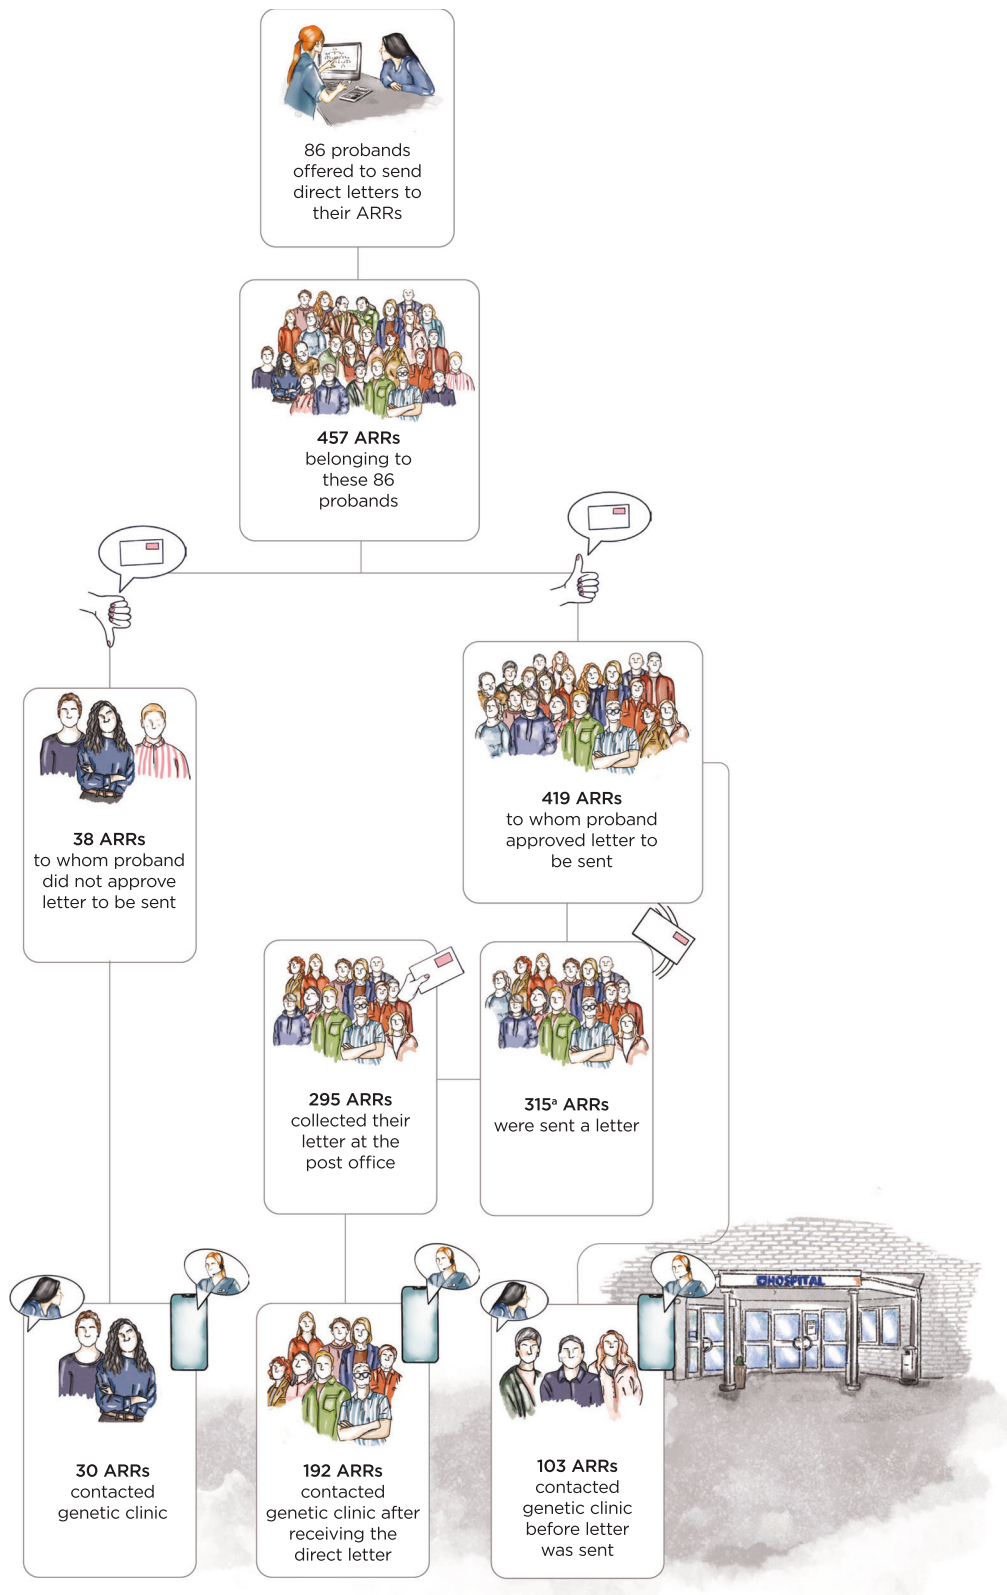 86 probands
offered to send
direct letters to
their ARRs
457 ARRs
belonging to
these 86
probands
38 ARRs
to whom proband
did not approve
letter to be sent
419 ARRs
to whom proband
approved letter to
be sent
295 ARRs
collected their
letter at the
post office
315ᵃ ARRs
were sent a letter
HOSPITAL
30 ARRs
contacted
genetic clinic
192 ARRs
contacted
genetic clinic after
receiving the
direct letter
103 ARRs
contacted
genetic clinic
before letter
was sent